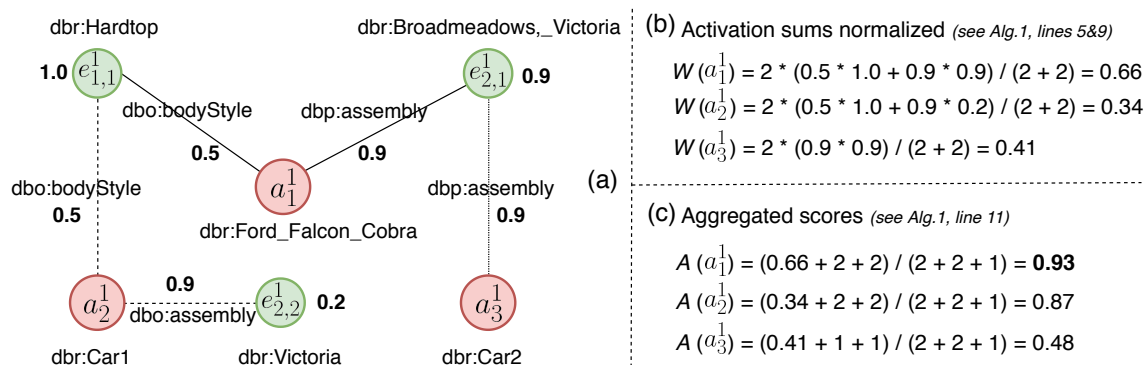 dbr:Hardtop
dbr:Broadmeadows,_Victoria
1.0
e^1_{1,1}
e^1_{2,1}
0.9
dbo:bodyStyle
dbp:assembly
0.5
0.9
a^1_1
dbo:bodyStyle
0.5
dbp:assembly
0.9
dbr:Ford_Falcon_Cobra
a^1_2
0.9
dbo:assembly
e^1_{2,2}
0.2
a^1_3
dbr:Car1
dbr:Victoria
dbr:Car2
(a)
(b) Activation sums normalized (see Alg.1, lines 5&9)
W (a^1_1) = 2 * (0.5 * 1.0 + 0.9 * 0.9) / (2 + 2) = 0.66
W (a^1_2) = 2 * (0.5 * 1.0 + 0.9 * 0.2) / (2 + 2) = 0.34
W (a^1_3) = 2 * (0.9 * 0.9) / (2 + 2) = 0.41
(c) Aggregated scores (see Alg.1, line 11)
A (a^1_1) = (0.66 + 2 + 2) / (2 + 2 + 1) = 0.93
A (a^1_2) = (0.34 + 2 + 2) / (2 + 2 + 1) = 0.87
A (a^1_3) = (0.41 + 1 + 1) / (2 + 2 + 1) = 0.48